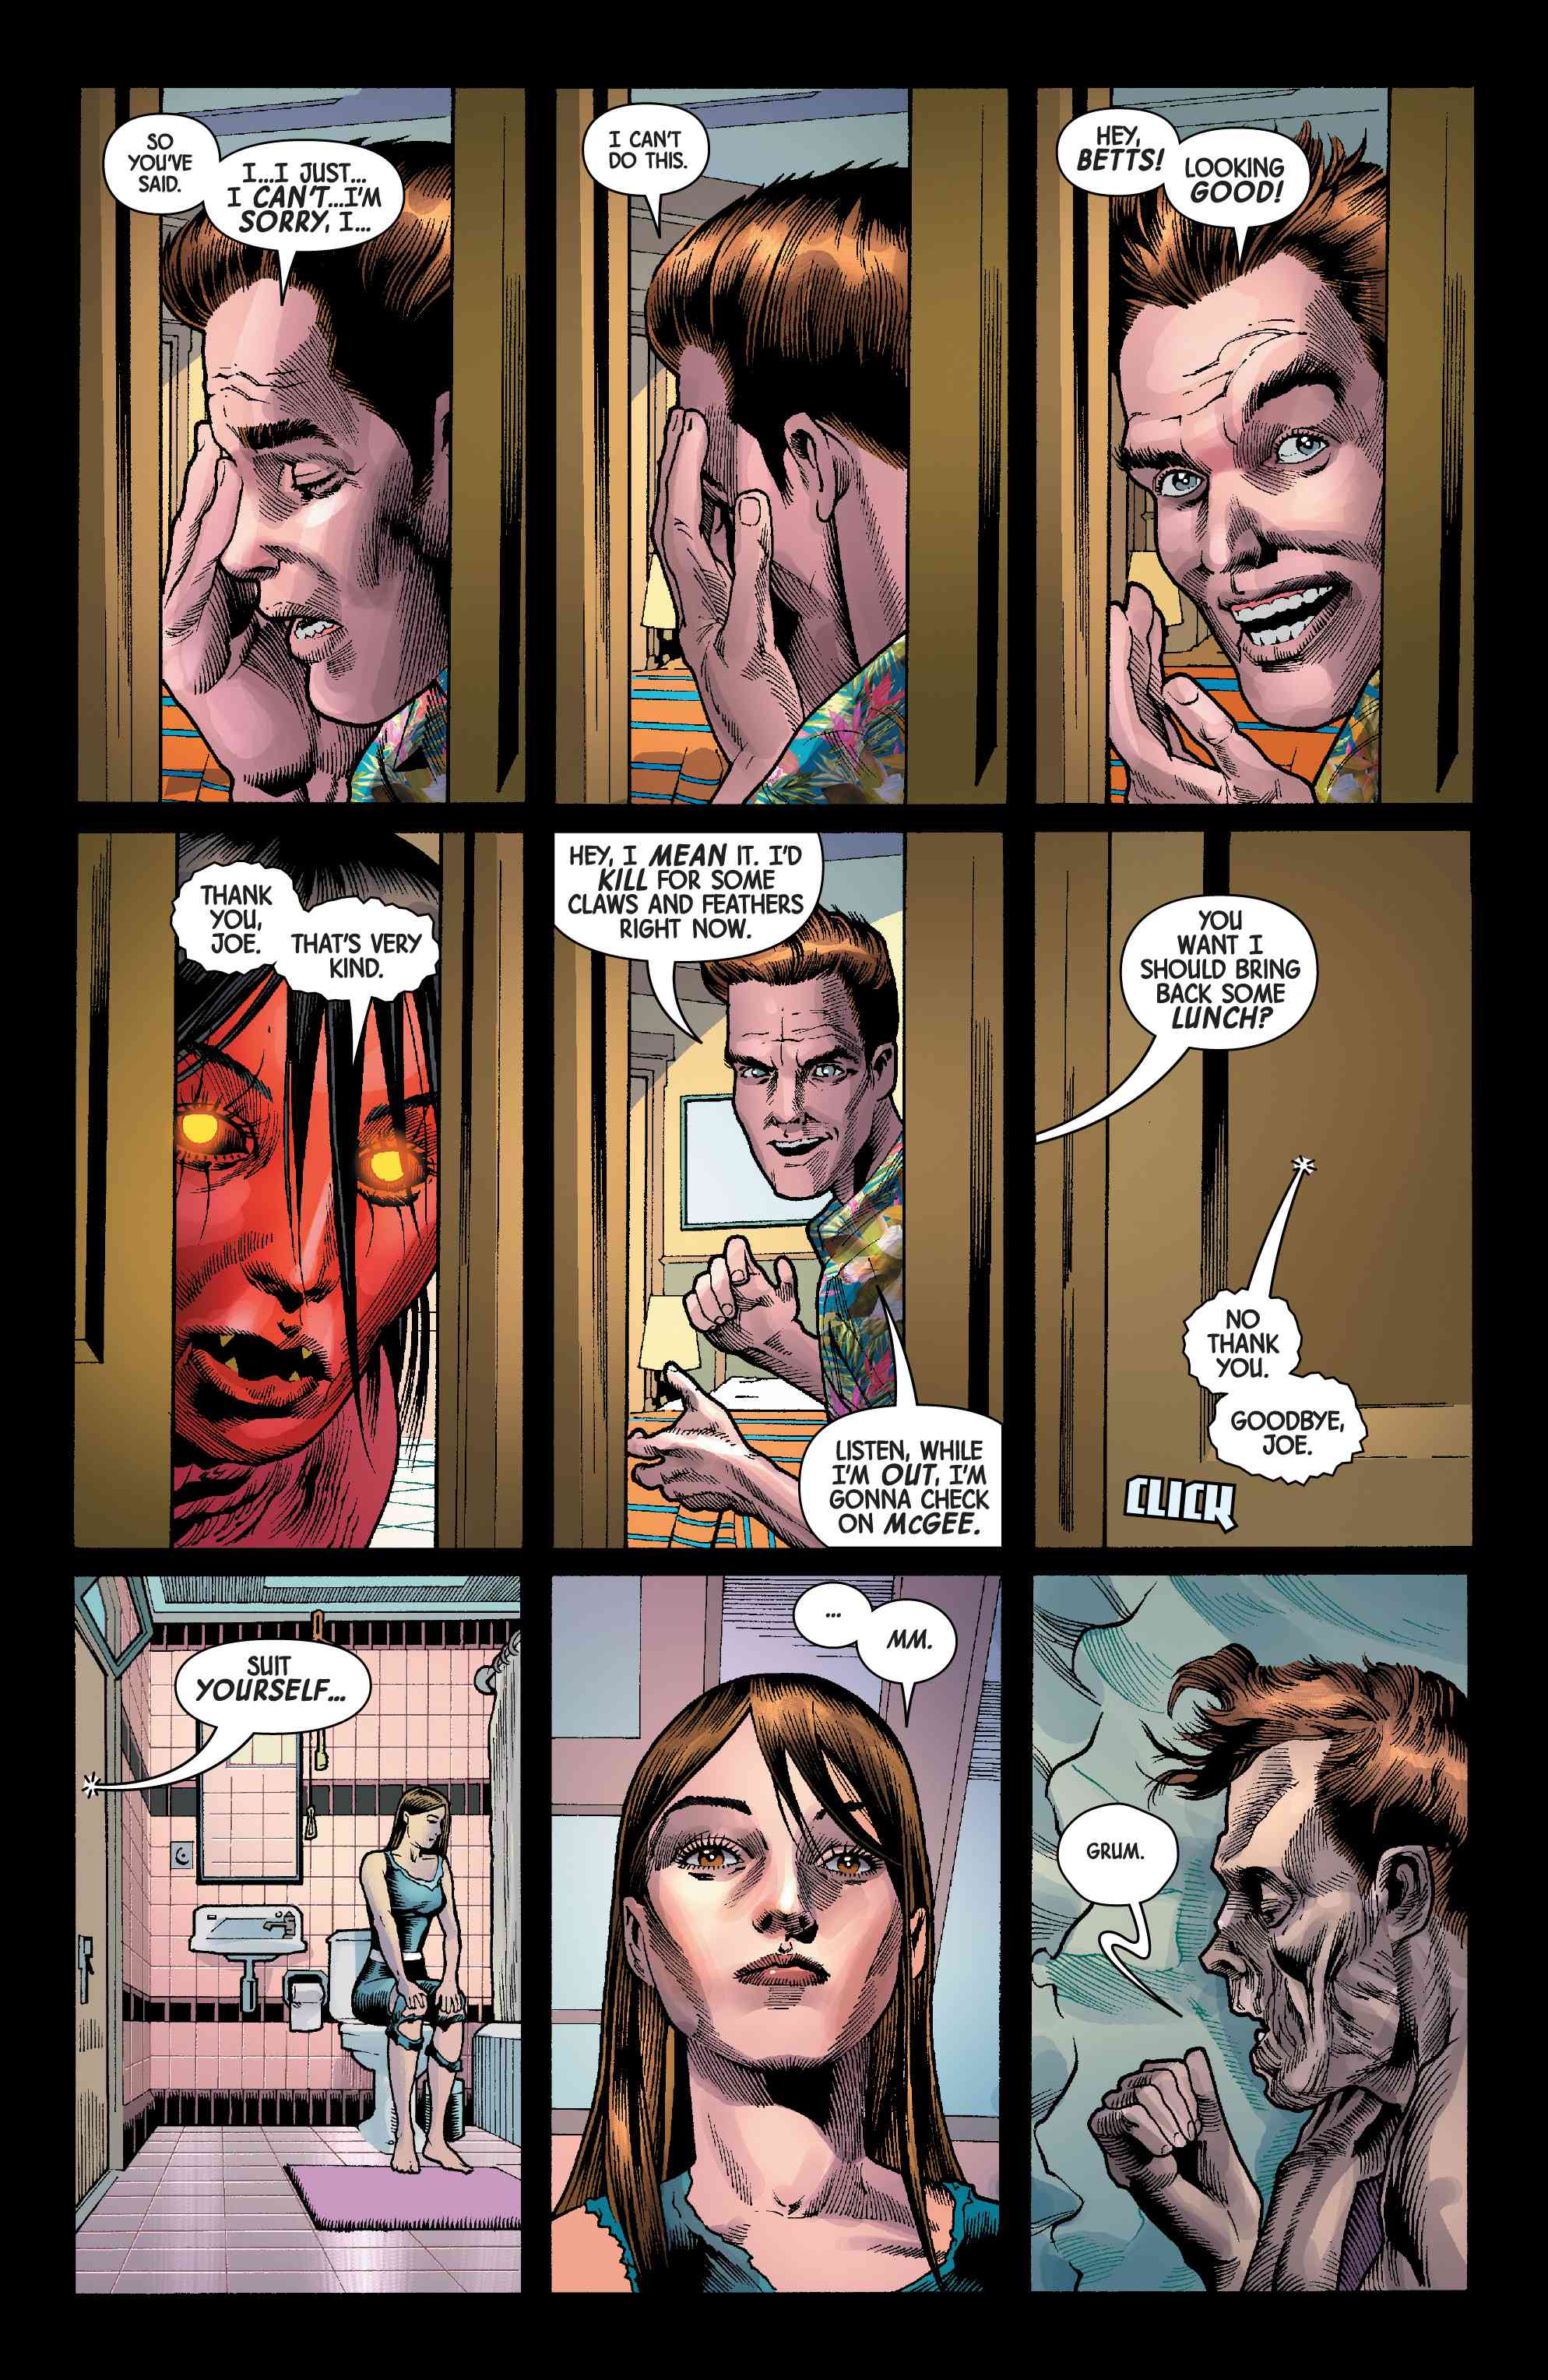 SO
YOU'VE
SAID.
I...I JUST...
I CAN'T...I'M
SORRY, I...
I CAN'T
DO THIS.
HEY,
BETTS!
LOOKING
GOOD!
THANK
YOU,
JOE.
THAT'S VERY
KIND.
HEY, I MEAN IT. I'D
KILL FOR SOME
CLAWS AND FEATHERS
RIGHT NOW.
LISTEN, WHILE
I'M OUT, I'M
GONNA CHECK
ON McGEE.
YOU
WANT I
SHOULD BRING
BACK SOME
LUNCH?
NO
THANK
YOU.
GOODBYE,
JOE.
CLICK
SUIT
YOURSELF...
...
MM.
GRUM.